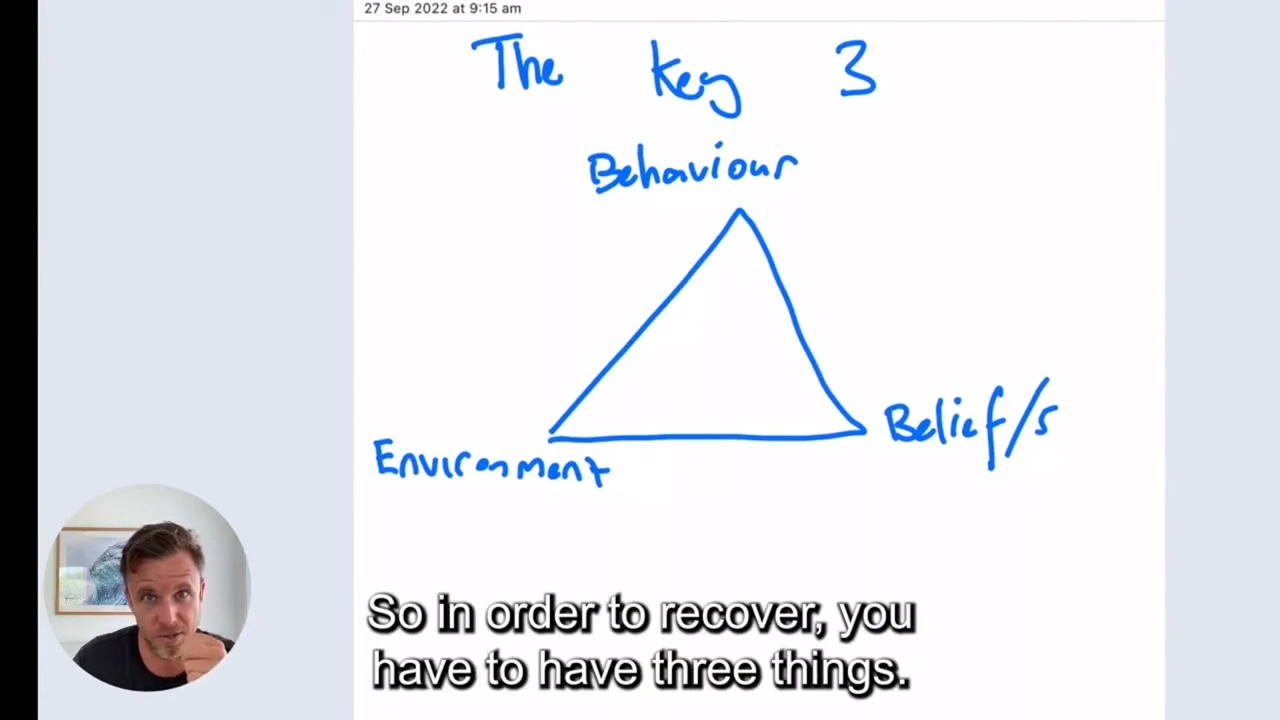 27 Sep 2022 at 9:15 am
The Key 3
Behaviour
Belief/s
Environment
So in order to recover, you
have to have three things.